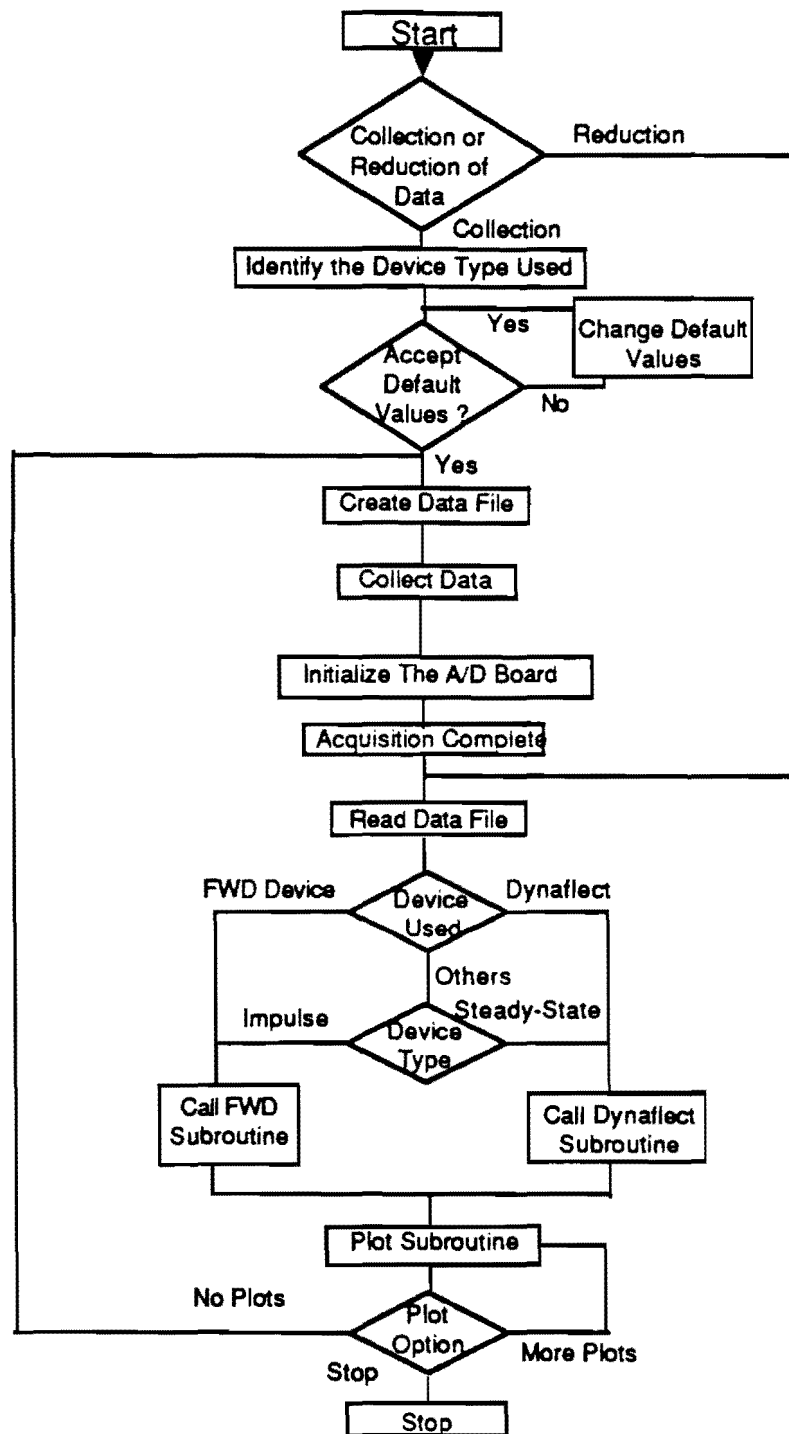 Start
Collection or
Reduction of
Data
Reduction
Collection
Identify the Device Type Used
Yes
Change Default
Values
Accept
Default
Values ?
No
Yes
Create Data File
Collect Data
Initialize The A/D Board
Acquisition Complete
Read Data File
FWD Device
Device
Used
Dynaflect
Others
Impulse
Steady-State
Device
Type
Call FWD
Subroutine
Call Dynaflect
Subroutine
Plot Subroutine
No Plots
Plot
Option
More Plots
Stop
Stop